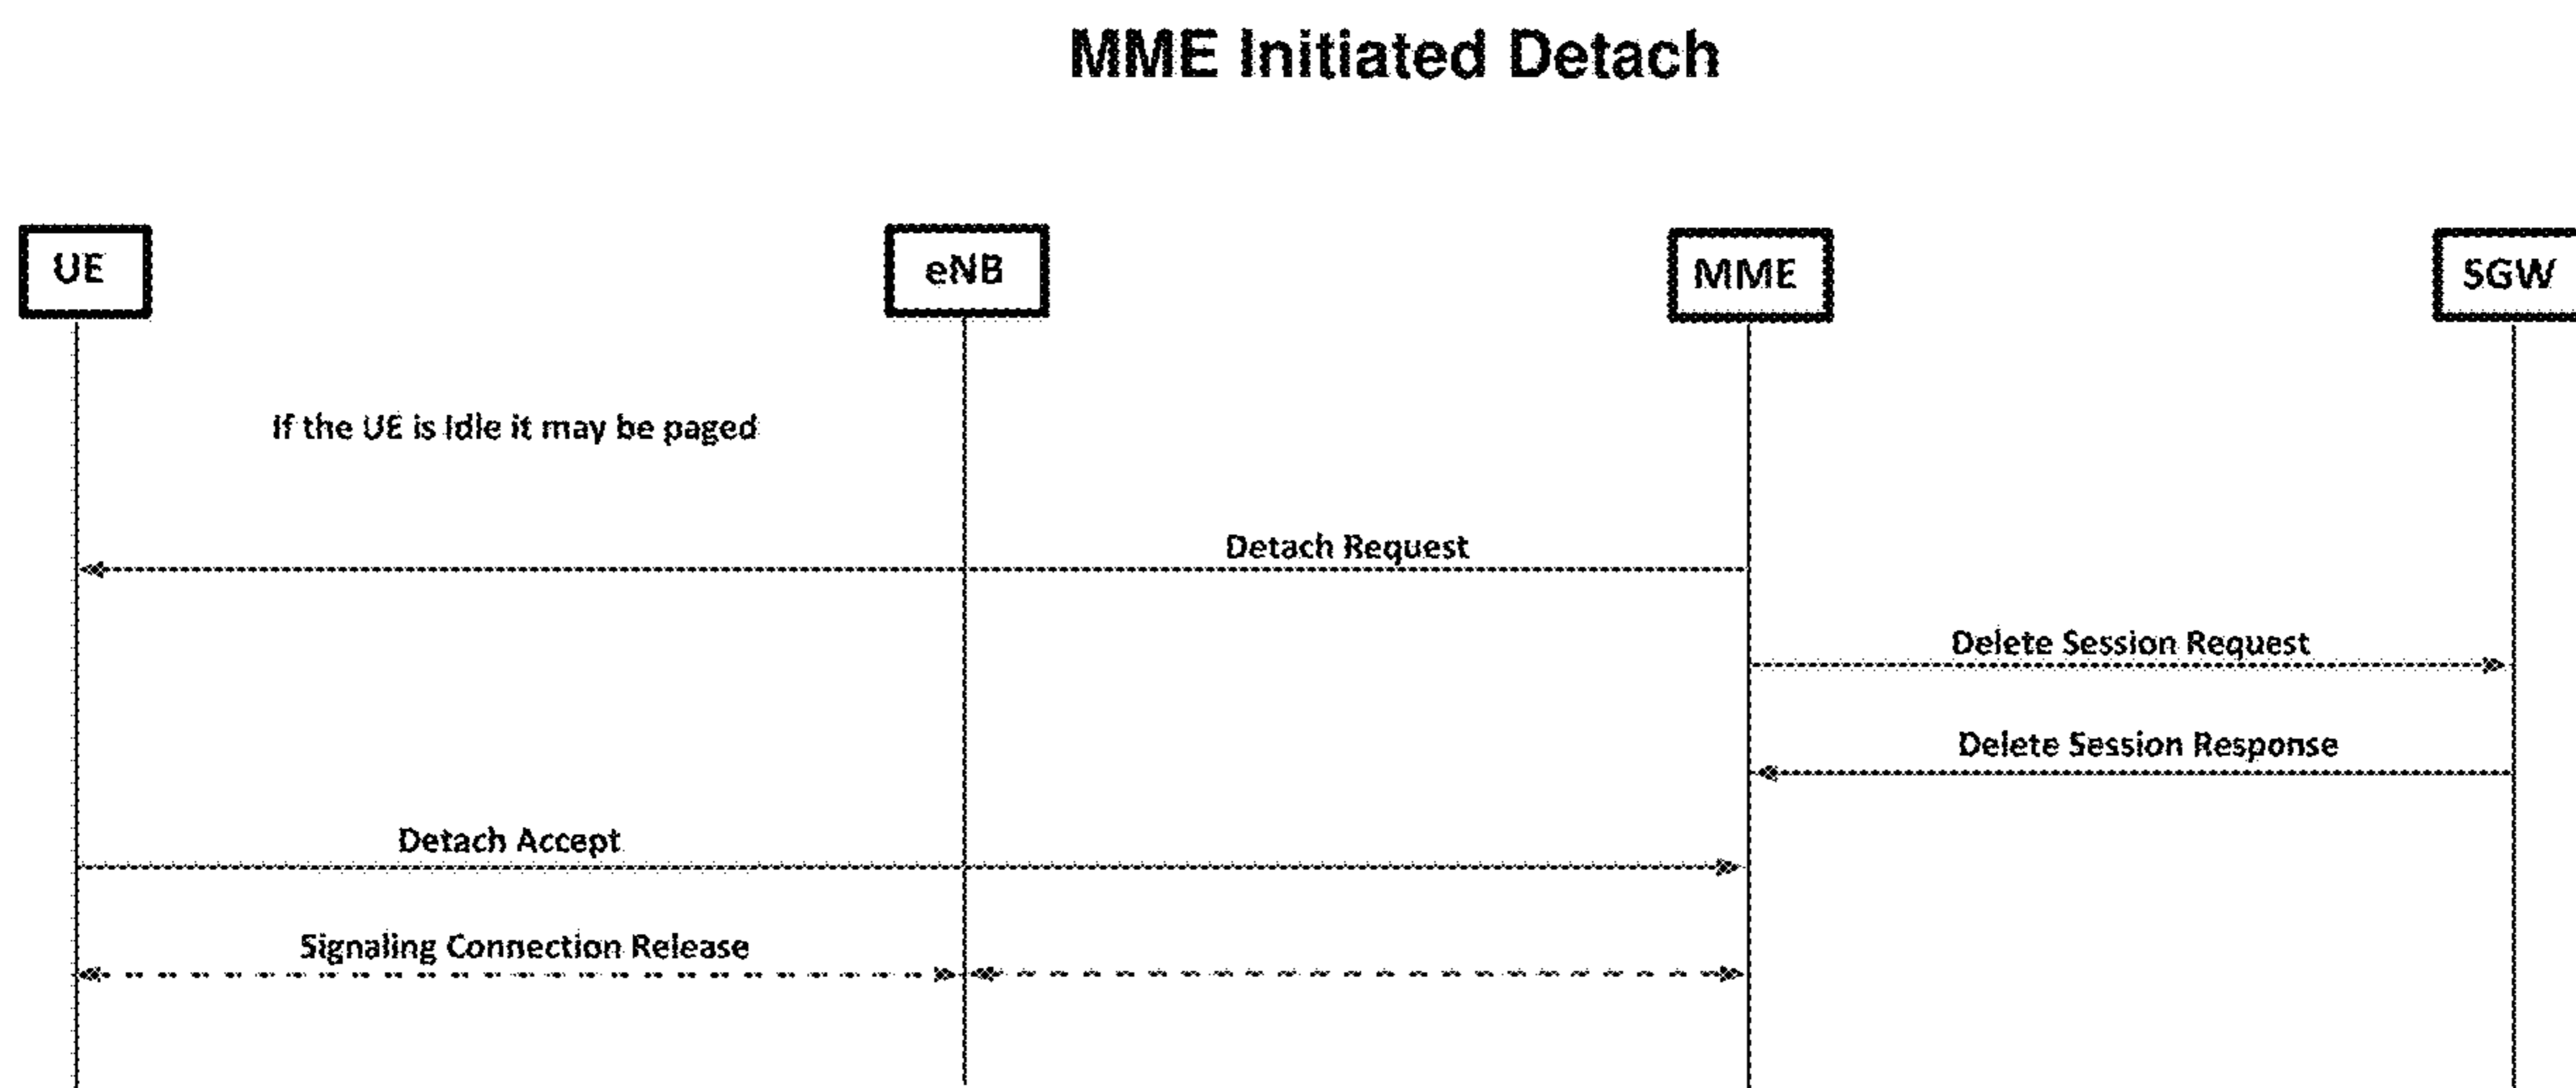 MME Initiated Detach
UE
eNB
MME
SGW
If the UE is Idle it may be paged
Detach Request
Delete Session Request
Delete Session Response
Detach Accept
Signaling Connection Release